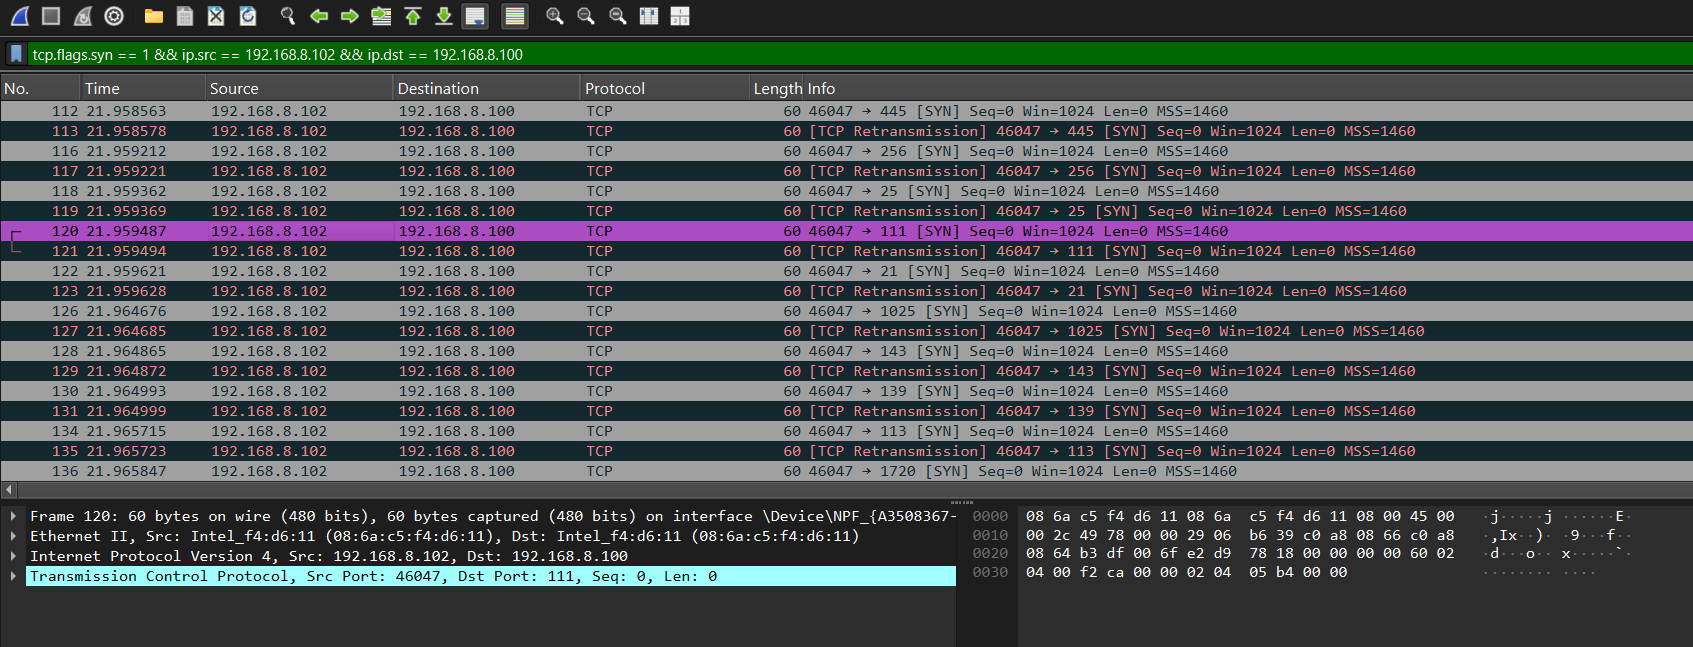 tcp.flags.syn == 1 && ip.src == 192.168.8.102 && ip.dst == 192.168.8.100
No. Time Source Destination Protocol Length Info
112 21.958563 192.168.8.102 192.168.8.100 TCP 60 46047 → 445 [SYN] Seq=0 Win=1024 Len=0 MSS=1460
113 21.958578 192.168.8.102 192.168.8.100 TCP 60 [TCP Retransmission] 46047 → 445 [SYN] Seq=0 Win=1024 Len=0 MSS=1460
116 21.959212 192.168.8.102 192.168.8.100 TCP 60 46047 → 256 [SYN] Seq=0 Win=1024 Len=0 MSS=1460
117 21.959221 192.168.8.102 192.168.8.100 TCP 60 [TCP Retransmission] 46047 → 256 [SYN] Seq=0 Win=1024 Len=0 MSS=1460
118 21.959362 192.168.8.102 192.168.8.100 TCP 60 46047 → 25 [SYN] Seq=0 Win=1024 Len=0 MSS=1460
119 21.959369 192.168.8.102 192.168.8.100 TCP 60 [TCP Retransmission] 46047 → 25 [SYN] Seq=0 Win=1024 Len=0 MSS=1460
120 21.959487 192.168.8.102 192.168.8.100 TCP 60 46047 → 111 [SYN] Seq=0 Win=1024 Len=0 MSS=1460
121 21.959494 192.168.8.102 192.168.8.100 TCP 60 [TCP Retransmission] 46047 → 111 [SYN] Seq=0 Win=1024 Len=0 MSS=1460
122 21.959621 192.168.8.102 192.168.8.100 TCP 60 46047 → 21 [SYN] Seq=0 Win=1024 Len=0 MSS=1460
123 21.959628 192.168.8.102 192.168.8.100 TCP 60 [TCP Retransmission] 46047 → 21 [SYN] Seq=0 Win=1024 Len=0 MSS=1460
126 21.964676 192.168.8.102 192.168.8.100 TCP 60 46047 → 1025 [SYN] Seq=0 Win=1024 Len=0 MSS=1460
127 21.964685 192.168.8.102 192.168.8.100 TCP 60 [TCP Retransmission] 46047 → 1025 [SYN] Seq=0 Win=1024 Len=0 MSS=1460
128 21.964865 192.168.8.102 192.168.8.100 TCP 60 46047 → 143 [SYN] Seq=0 Win=1024 Len=0 MSS=1460
129 21.964872 192.168.8.102 192.168.8.100 TCP 60 [TCP Retransmission] 46047 → 143 [SYN] Seq=0 Win=1024 Len=0 MSS=1460
130 21.964993 192.168.8.102 192.168.8.100 TCP 60 46047 → 139 [SYN] Seq=0 Win=1024 Len=0 MSS=1460
131 21.964999 192.168.8.102 192.168.8.100 TCP 60 [TCP Retransmission] 46047 → 139 [SYN] Seq=0 Win=1024 Len=0 MSS=1460
134 21.965715 192.168.8.102 192.168.8.100 TCP 60 46047 → 113 [SYN] Seq=0 Win=1024 Len=0 MSS=1460
135 21.965723 192.168.8.102 192.168.8.100 TCP 60 [TCP Retransmission] 46047 → 113 [SYN] Seq=0 Win=1024 Len=0 MSS=1460
136 21.965847 192.168.8.102 192.168.8.100 TCP 60 46047 → 1720 [SYN] Seq=0 Win=1024 Len=0 MSS=1460
Frame 120: 60 bytes on wire (480 bits), 60 bytes captured (480 bits) on interface \Device\NPF_{A3508367-
Ethernet II, Src: Intel_f4:d6:11 (08:6a:c5:f4:d6:11), Dst: Intel_f4:d6:11 (08:6a:c5:f4:d6:11)
Internet Protocol Version 4, Src: 192.168.8.102, Dst: 192.168.8.100
Transmission Control Protocol, Src Port: 46047, Dst Port: 111, Seq: 0, Len: 0
0000 08 6a c5 f4 d6 11 08 6a c5 f4 d6 11 08 00 45 00 ·j·····j ······E·
0010 00 2c 49 78 00 00 29 06 b6 39 c0 a8 08 66 c0 a8 ·,Ix··)· ·9···f··
0020 08 64 b3 df 00 6f e2 d9 78 18 00 00 00 00 60 02 ·d···o·· x·····`·
0030 04 00 f2 ca 00 00 02 04 05 b4 00 00 ········ ····